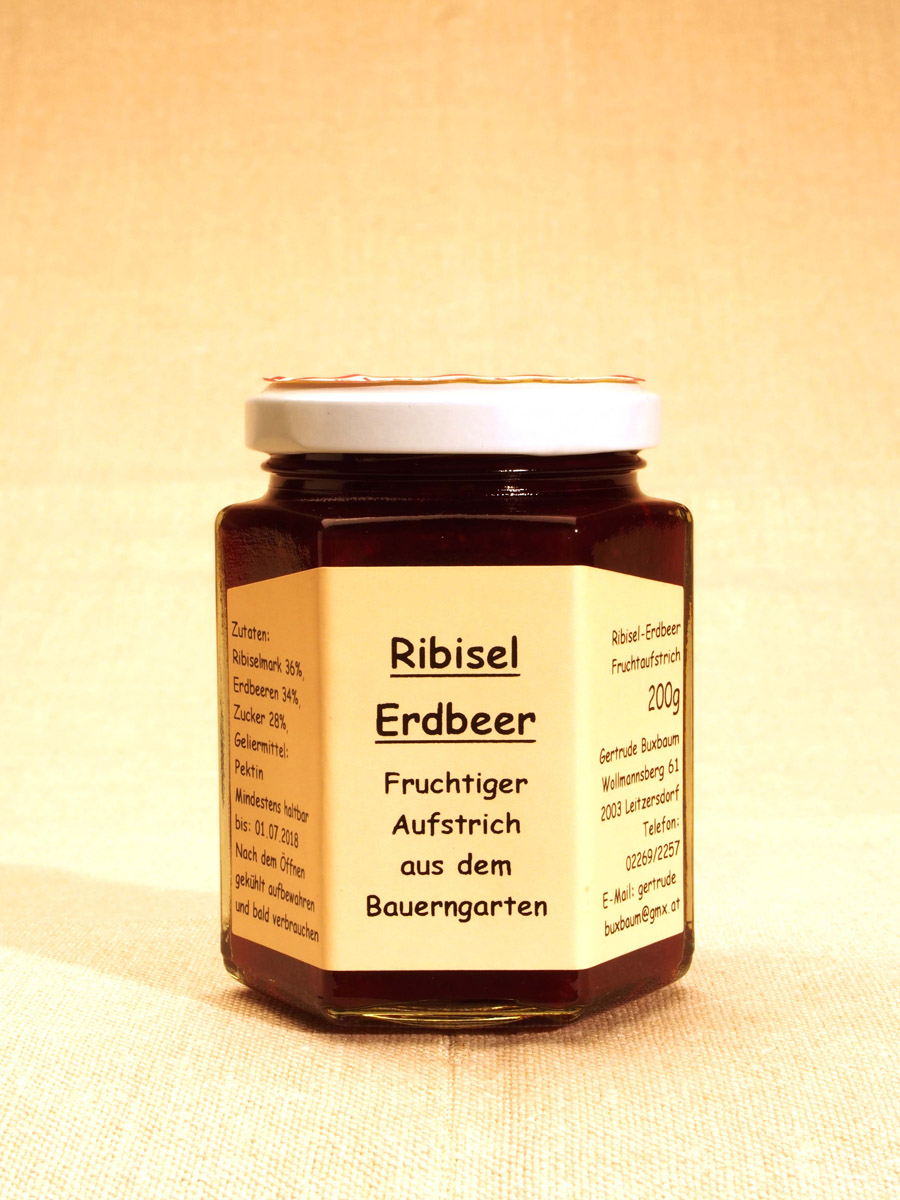 Zutaten:
Ribiselmark 36%,
Erdbeeren 34%,
Zucker 28%,
Geliermittel:
Pektin
Mindestens haltbar
bis: 01.07.2018
Nach dem Öffnen
gekühlt aufbewahren
und bald verbrauchen
Ribisel
Erdbeer
Fruchtiger
Aufstrich
aus dem
Bauerngarten
Ribisel-Erdbeer
Fruchtaufstrich
200g
Gertrude Buxbaum
Wollmannsberg 61
2003 Leitzersdorf
Telefon:
02269/2257
E-Mail: gertrude
buxbaum@gmx.at